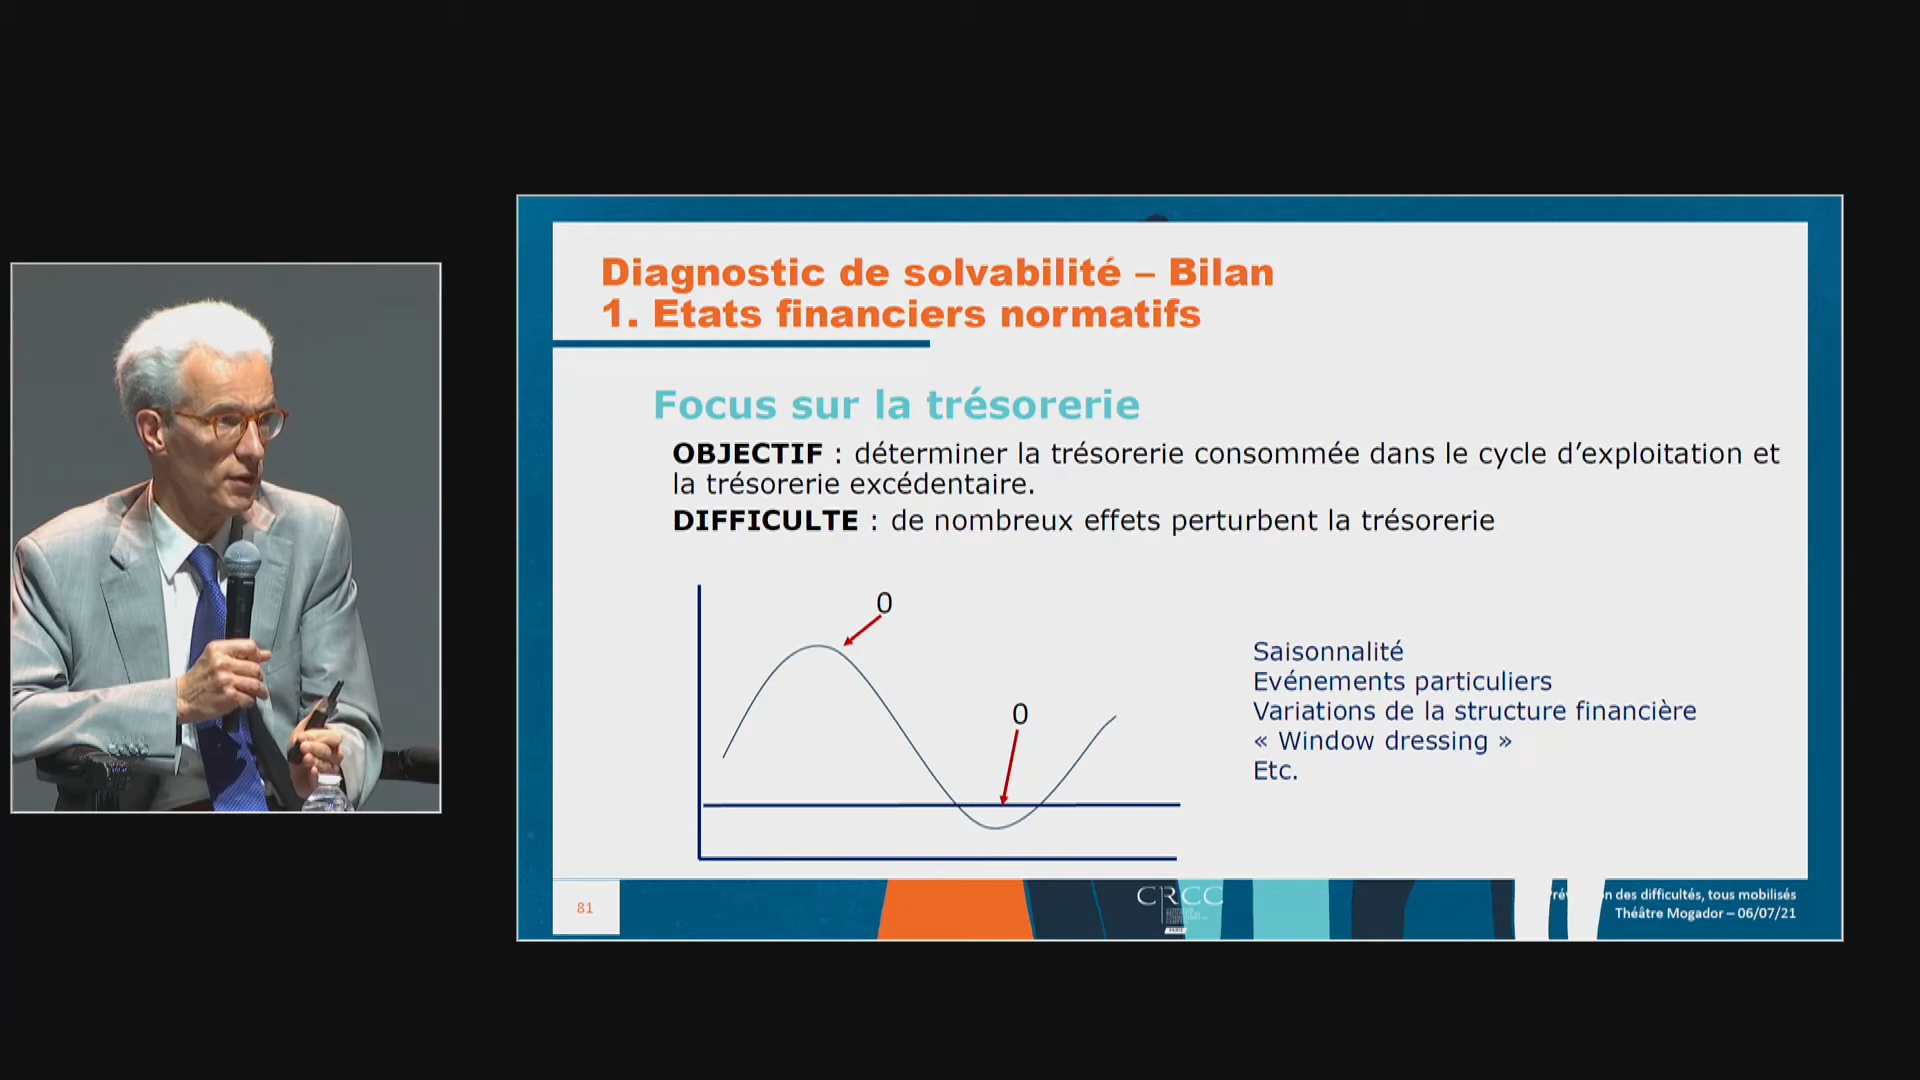 Diagnostic de solvabilité – Bilan
1. Etats financiers normatifs
Focus sur la trésorerie
OBJECTIF : déterminer la trésorerie consommée dans le cycle d’exploitation et
la trésorerie excédentaire.
DIFFICULTE : de nombreux effets perturbent la trésorerie
0
0
Saisonnalité
Evénements particuliers
Variations de la structure financière
« Window dressing »
Etc.
81
CRCC
PARIS
des difficultés, tous mobilisés
Théâtre Mogador – 06/07/21